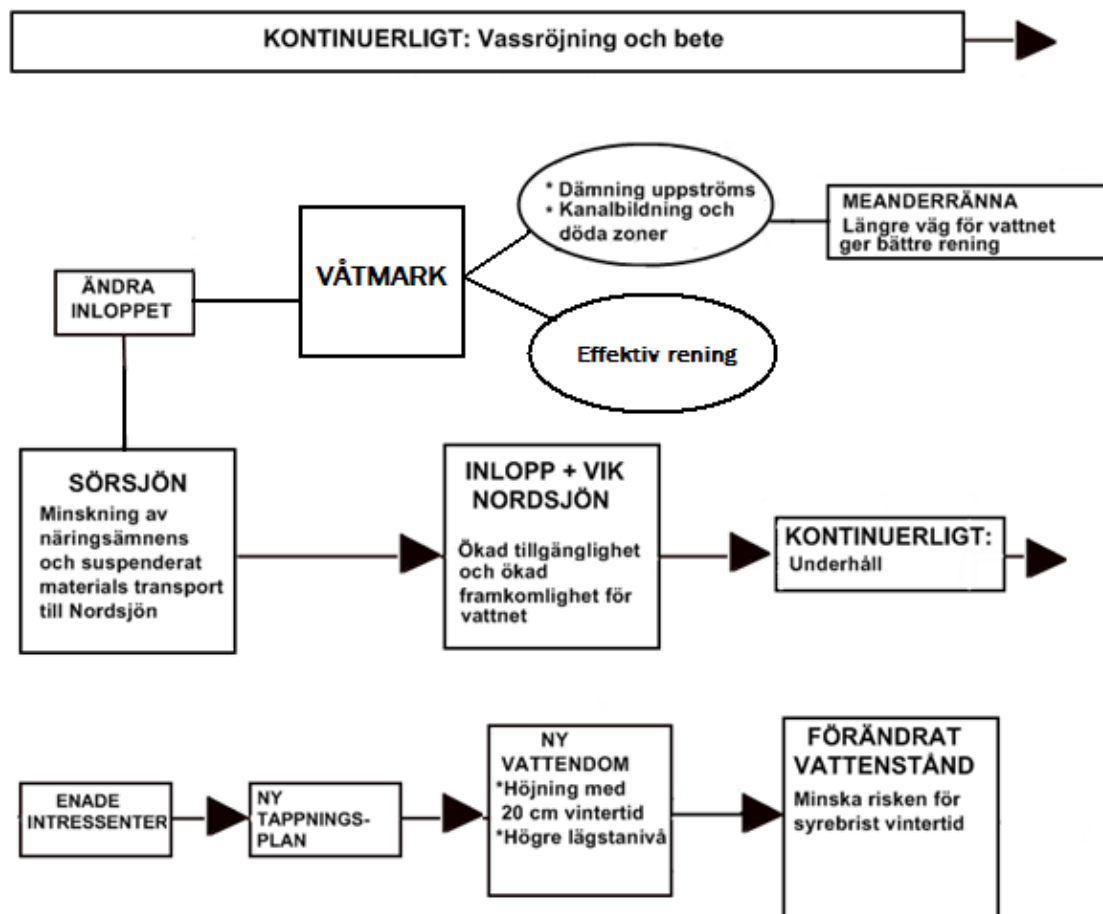 KONTINUERLIGT: Vassröjning och bete
* Dämning uppströms
* Kanalbildning och
döda zoner
MEANDERRÄNNA
Längre väg för vattnet
ger bättre rening
VÅTMARK
ÄNDRA
INLOPPET
Effektiv rening
SÖRSJÖN
Minskning av
näringsämnens
och suspenderat
materials transport
till Nordsjön
INLOPP + VIK
NORDSJÖN
Ökad tillgänglighet
och ökad
framkomlighet för
vattnet
KONTINUERLIGT:
Underhåll
ENADE
INTRESSENTER
NY
TAPPNINGS-
PLAN
NY
VATTENDOM
*Höjning med
20 cm vintertid
*Högre lägstanivå
FÖRÄNDRAT
VATTENSTÅND
Minska risken för
syrebrist vintertid